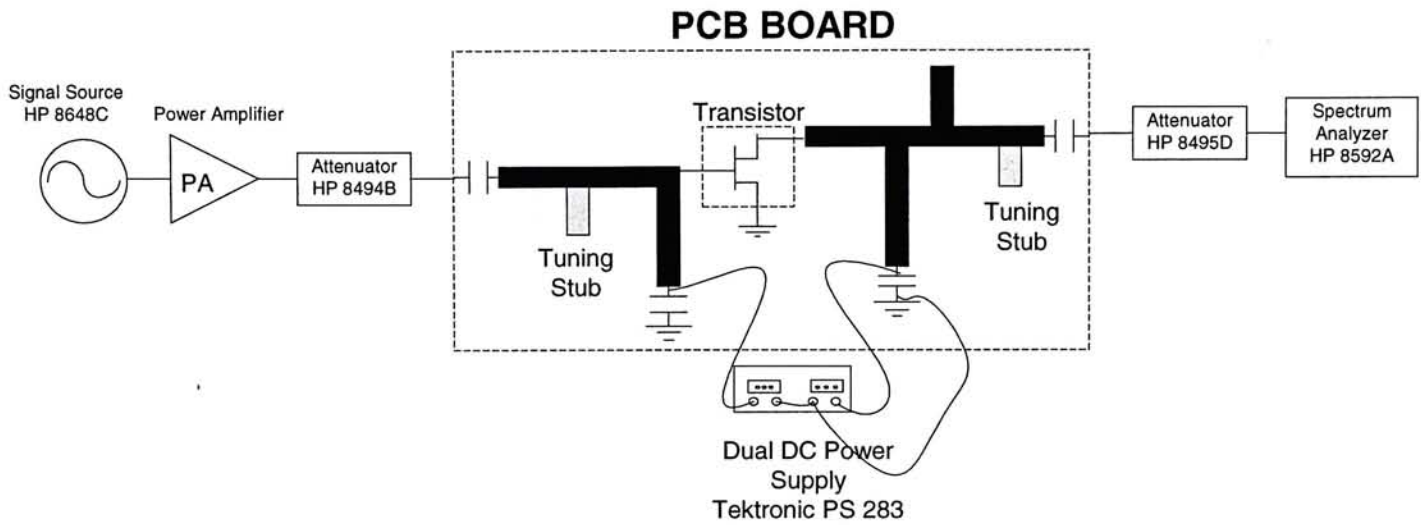 PCB BOARD
Signal Source
HP 8648C
Power Amplifier
PA
Attenuator
HP 8494B
Transistor
Tuning
Stub
Tuning
Stub
Attenuator
HP 8495D
Spectrum
Analyzer
HP 8592A
Dual DC Power
Supply
Tektronic PS 283